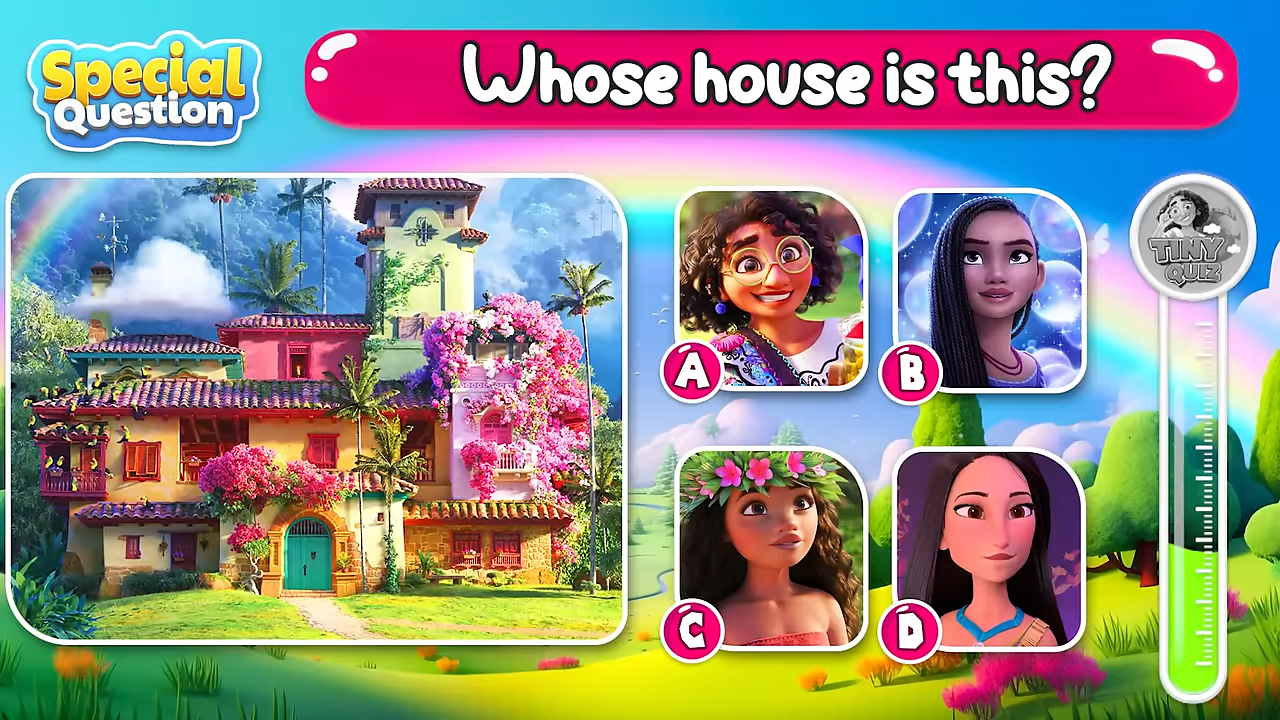 Special
Question
Whose house is this?
A
B
C
D
TINY
QUIZ